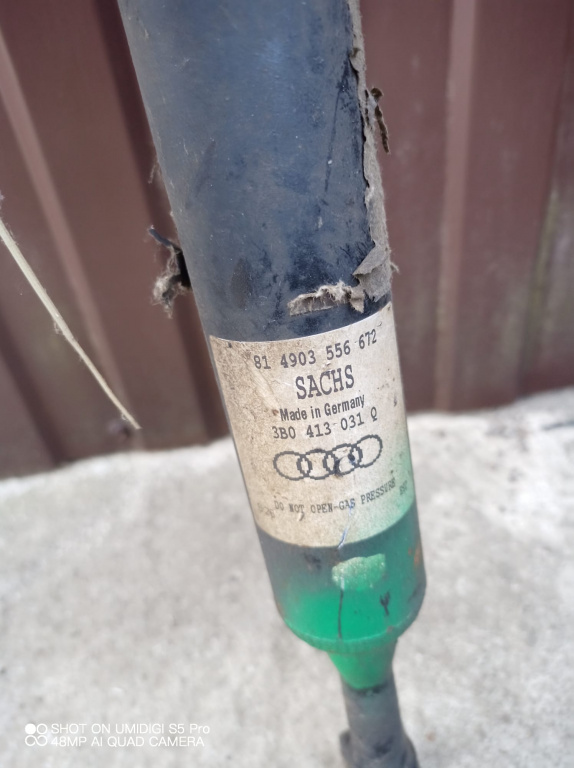 81 4903 556 672
SACHS
Made in Germany
3B0 413 031 Q
DO NOT OPEN-GAS PRESSURE
SHOT ON UMIDIGI S5 Pro
48MP AI QUAD CAMERA